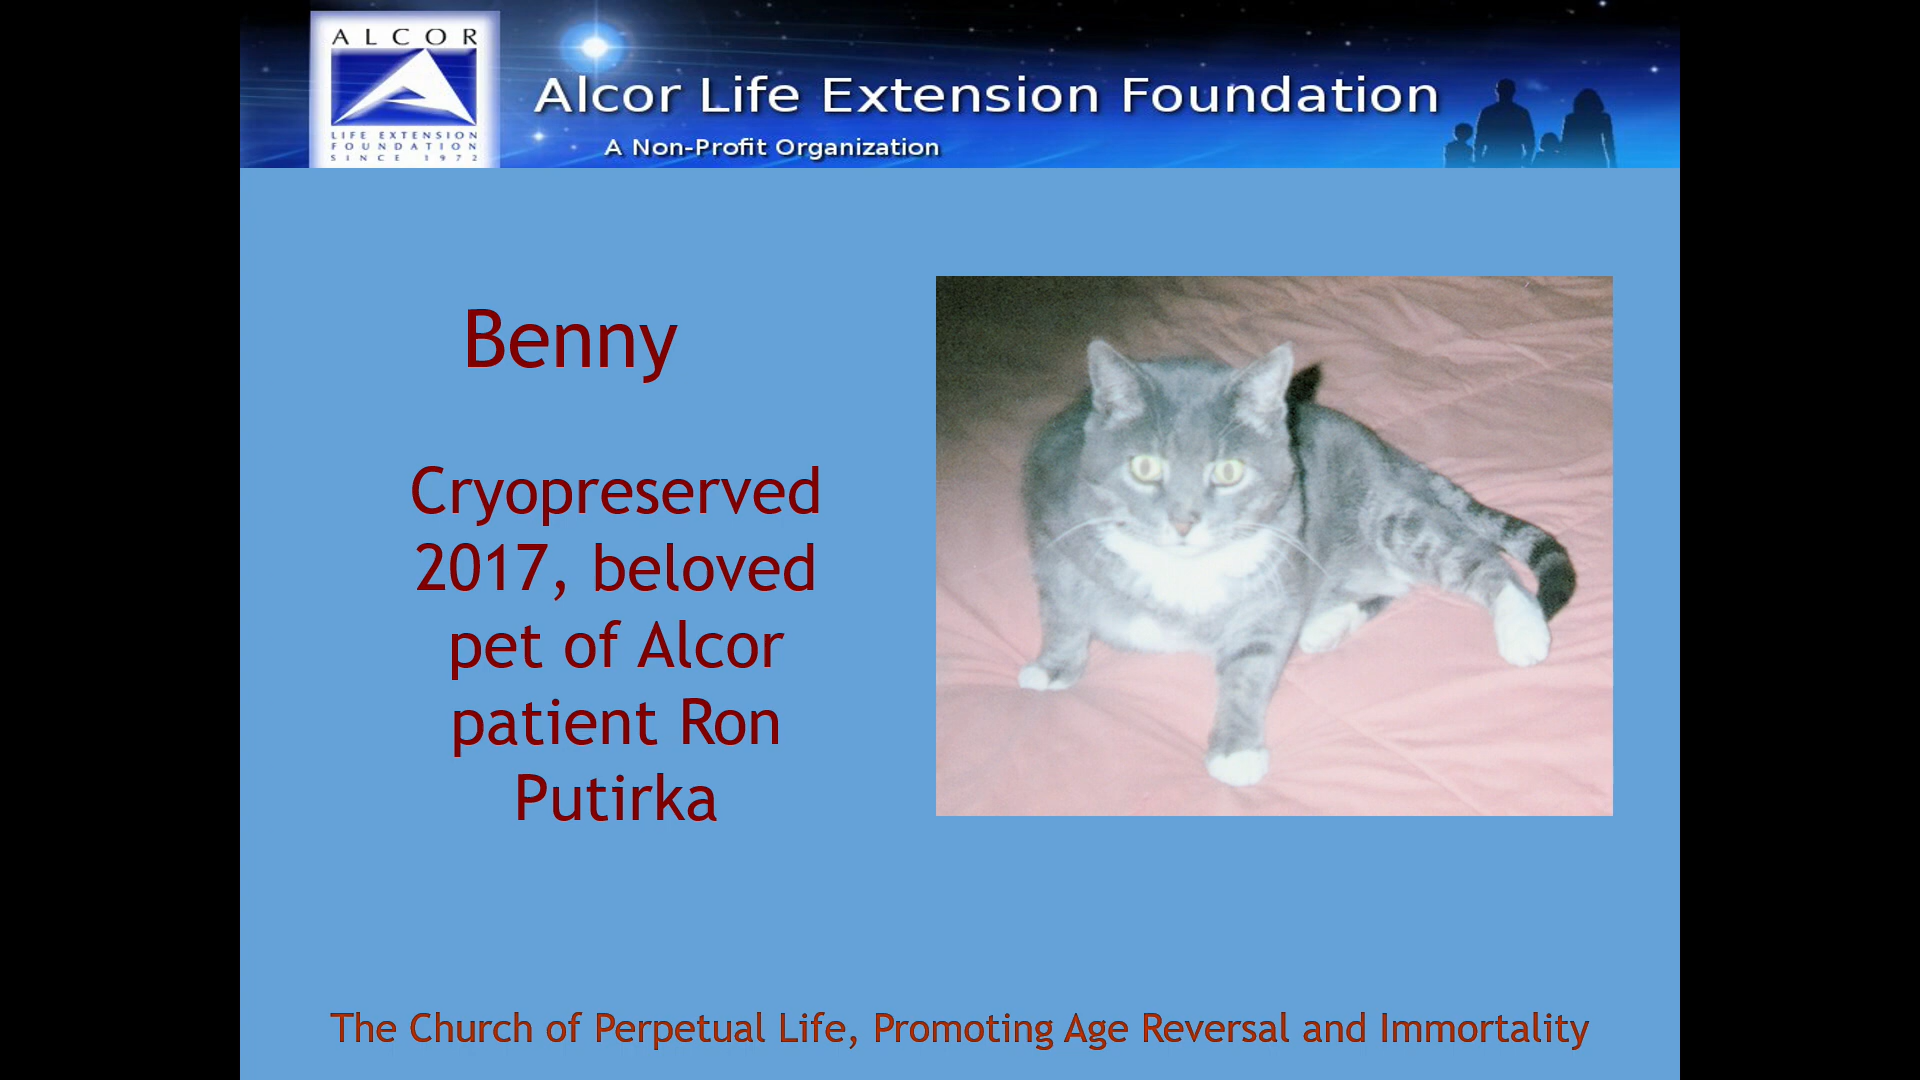 ALCOR
LIFE EXTENSION
FOUNDATION
SINCE 1972
Alcor Life Extension Foundation
A Non-Profit Organization
Benny
Cryopreserved
2017, beloved
pet of Alcor
patient Ron
Putirka
The Church of Perpetual Life, Promoting Age Reversal and Immortality